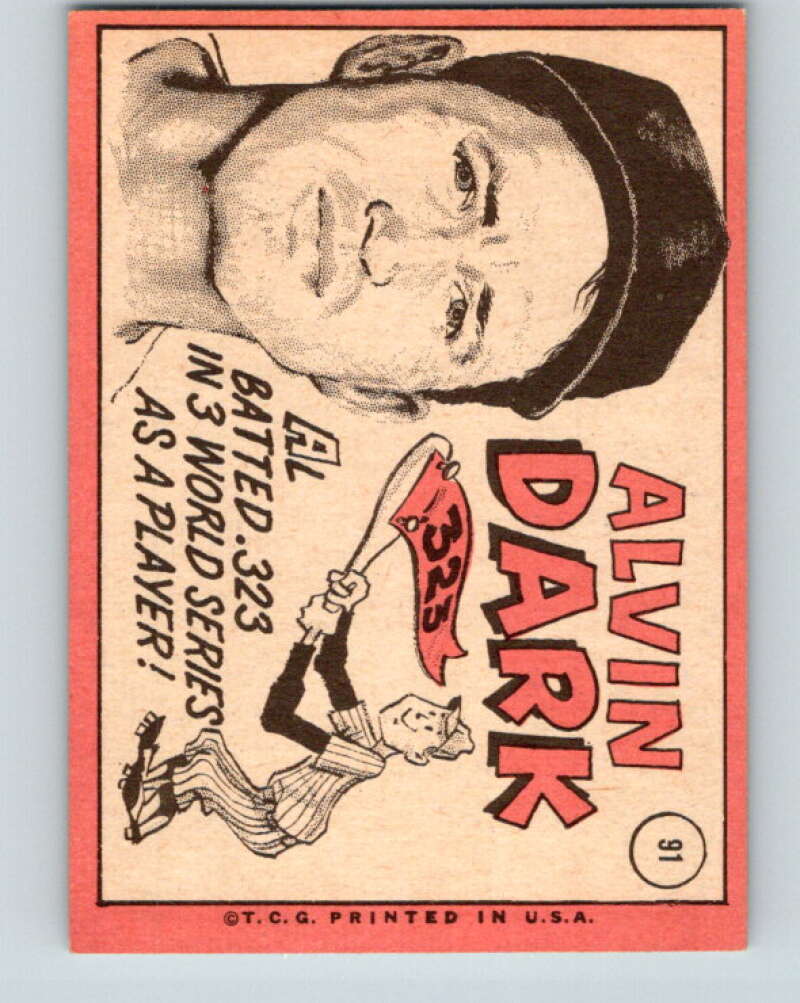 91
ALVIN
DARK
.323
AL
BATTED .323
IN 3 WORLD SERIES
AS A PLAYER!
©T.C.G. PRINTED IN U.S.A.